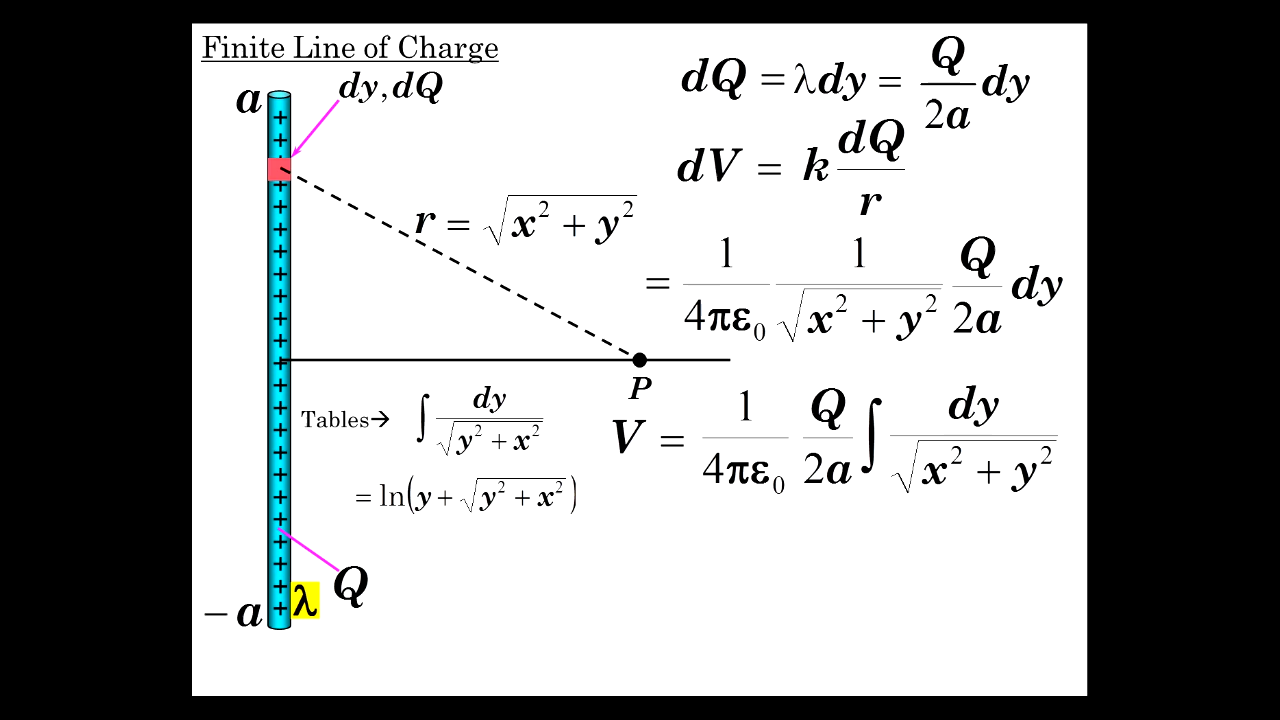 Finite Line of Charge
a
dy, dQ
dQ = λdy = Q/2a dy
dV = k dQ/r
r = √(x² + y²)
= 1/4πε₀ 1/√(x² + y²) Q/2a dy
P
Tables→ ∫ dy/√(y² + x²)
= ln(y + √(y² + x²))
V = 1/4πε₀ Q/2a ∫ dy/√(x² + y²)
Q
λ
– a